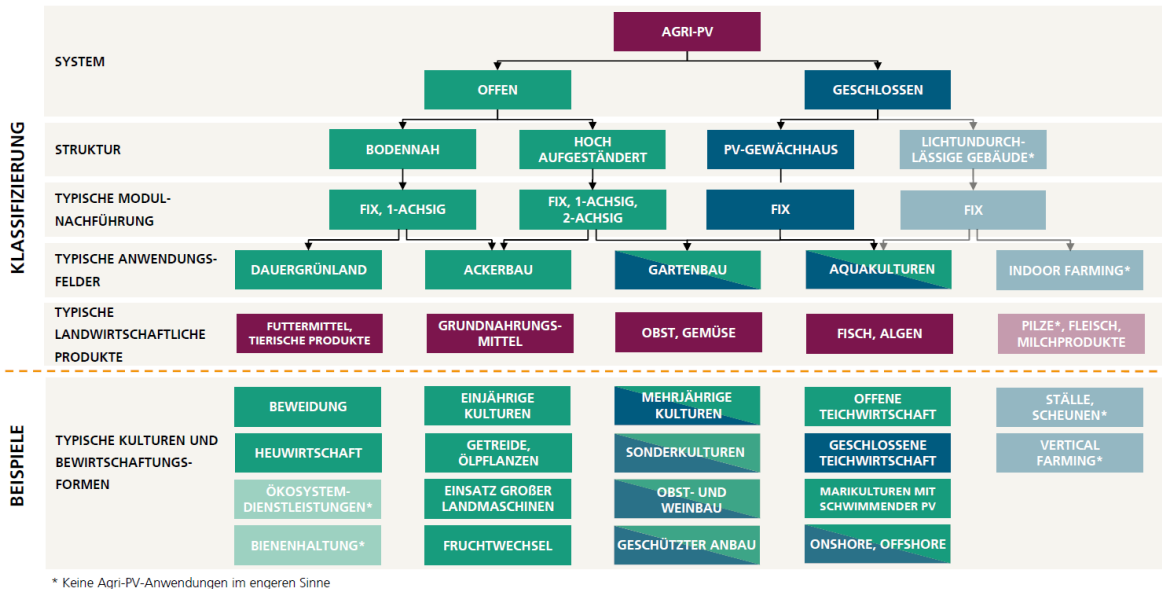 KLASSIFIZIERUNG
SYSTEM
AGRI-PV
OFFEN
GESCHLOSSEN
STRUKTUR
BODENNAH
HOCH
AUFGESTÄNDERT
PV-GEWÄCHHAUS
LICHTUNDURCH-
LÄSSIGE GEBÄUDE*
TYPISCHE MODUL-
NACHFÜHRUNG
FIX, 1-ACHSIG
FIX, 1-ACHSIG,
2-ACHSIG
FIX
FIX
TYPISCHE ANWENDUNGS-
FELDER
DAUERGRÜNLAND
ACKERBAU
GARTENBAU
AQUAKULTUREN
INDOOR FARMING*
TYPISCHE
LANDWIRTSCHAFTLICHE
PRODUKTE
FUTTERMITTEL,
TIERISCHE PRODUKTE
GRUNDNAHRUNGS-
MITTEL
OBST, GEMÜSE
FISCH, ALGEN
PILZE*, FLEISCH,
MILCHPRODUKTE
BEISPIELE
TYPISCHE KULTUREN UND
BEWIRTSCHAFTUNGS-
FORMEN
BEWEIDUNG
HEUWIRTSCHAFT
ÖKOSYSTEM-
DIENSTLEISTUNGEN*
BIENENHALTUNG*
EINJÄHRIGE
KULTUREN
GETREIDE,
ÖLPFLANZEN
EINSATZ GROẞER
LANDMASCHINEN
FRUCHTWECHSEL
MEHRJÄHRIGE
KULTUREN
SONDERKULTUREN
OBST- UND
WEINBAU
GESCHÜTZTER ANBAU
OFFENE
TEICHWIRTSCHAFT
GESCHLOSSENE
TEICHWIRTSCHAFT
MARIKULTUREN MIT
SCHWIMMENDER PV
ONSHORE, OFFSHORE
STÄLLE,
SCHEUNEN*
VERTICAL
FARMING*
* Keine Agri-PV-Anwendungen im engeren Sinne